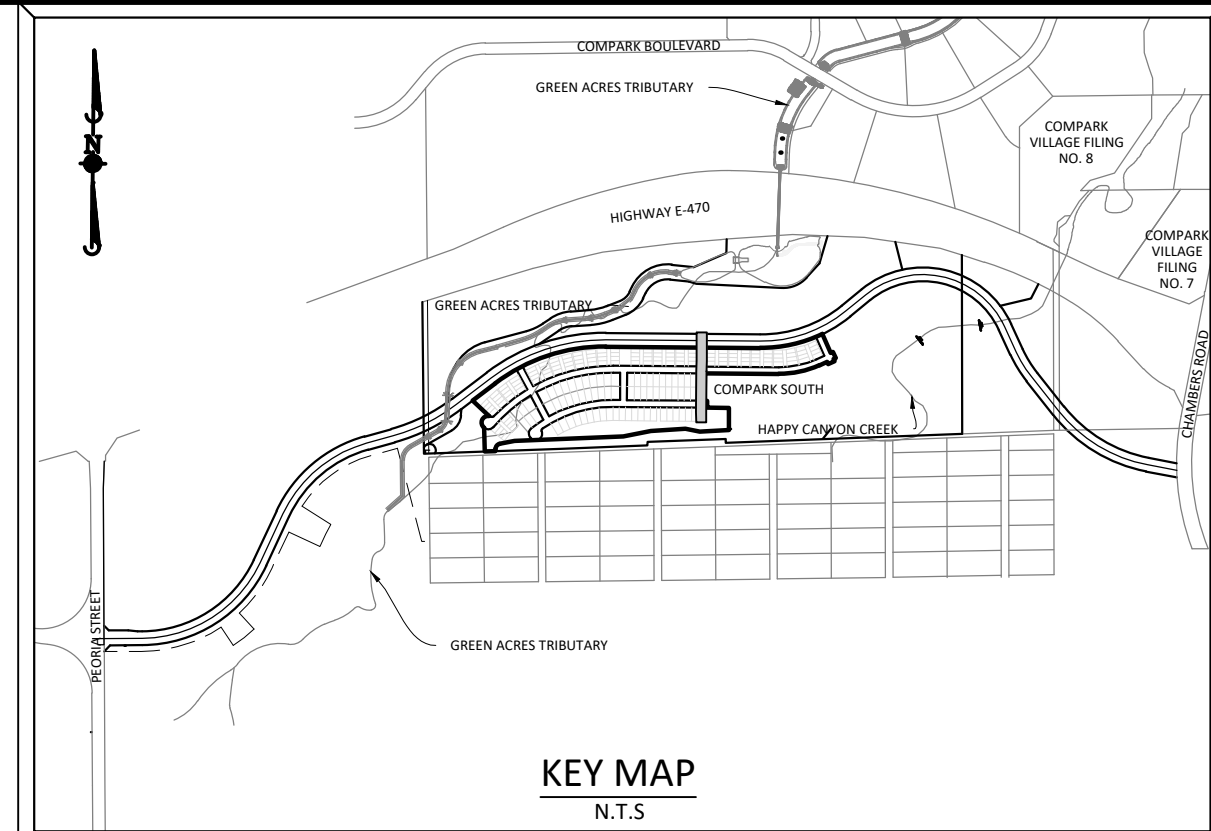 COMPARK BOULEVARD
GREEN ACRES TRIBUTARY
N
COMPARK
VILLAGE FILING
NO. 8
HIGHWAY E-470
COMPARK
VILLAGE
FILING
NO. 7
GREEN ACRES TRIBUTARY
CHAMBERS ROAD
COMPARK SOUTH
HAPPY CANYON CREEK
PEORIA STREET
GREEN ACRES TRIBUTARY
KEY MAP
N.T.S